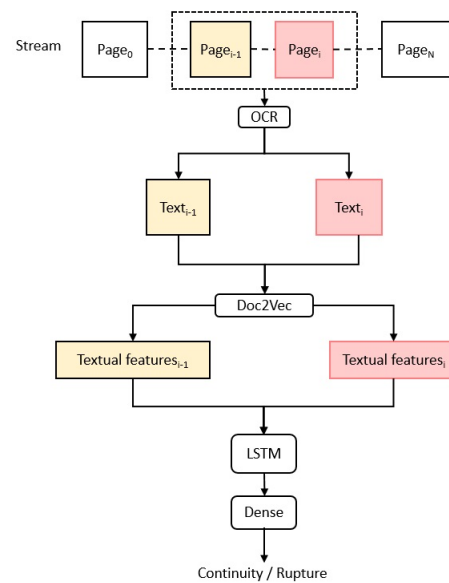 Stream Page0 Pagei-1 Pagei PageN
OCR
Texti-1 Texti
Doc2Vec
Textual featuresi-1 Textual featuresi
LSTM
Dense
Continuity / Rupture